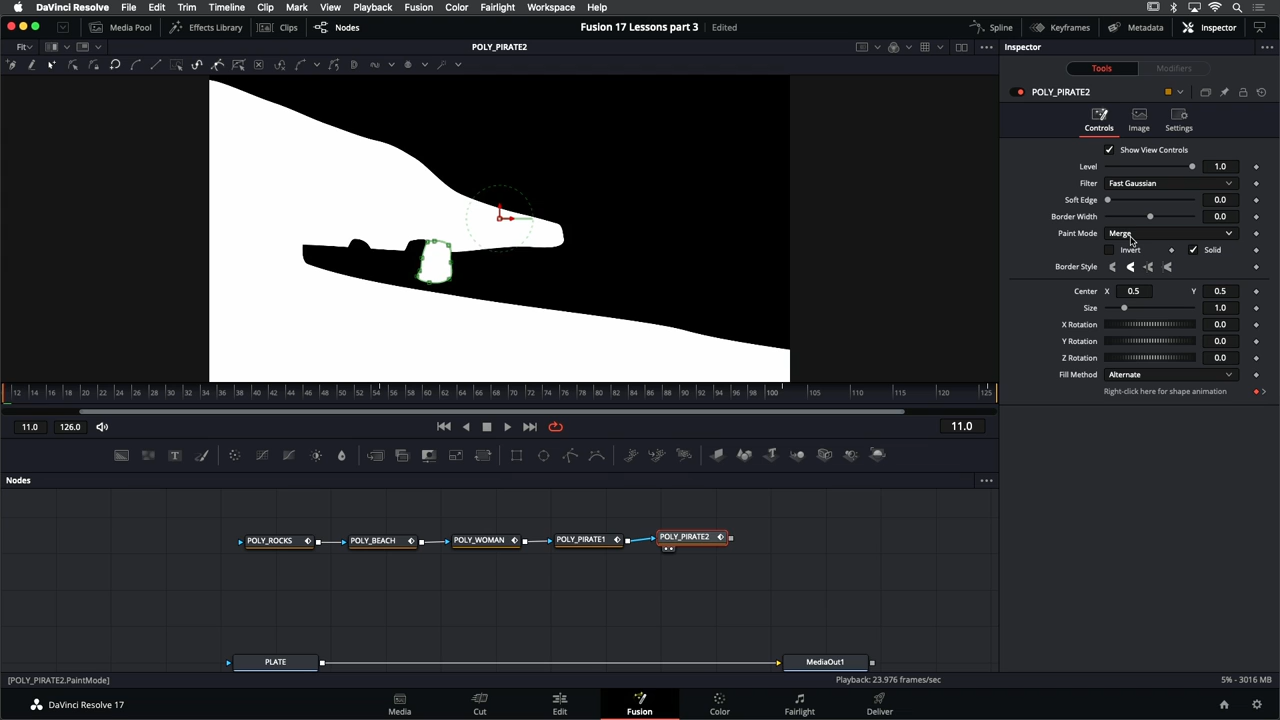 DaVinci Resolve File Edit Trim Timeline Clip Mark View Playback Fusion Color Fairlight Workspace Help
Media Pool Effects Library Clips Nodes Fusion 17 Lessons part 3 Edited Spline Keyframes Metadata Inspector
Fit POLY_PIRATE2 Inspector
Tools Modifiers
POLY_PIRATE2
Controls Image Settings
Show View Controls
Level 1.0
Filter Fast Gaussian
Soft Edge 0.0
Border Width 0.0
Paint Mode Merge
Invert Solid
Border Style
Center X 0.5 Y 0.5
Size 1.0
X Rotation 0.0
Y Rotation 0.0
Z Rotation 0.0
Fill Method Alternate
Right-click here for shape animation
12 14 16 18 20 22 24 26 28 30 32 34 36 38 40 42 44 46 48 50 52 54 56 58 60 62 64 66 68 70 72 74 76 78 80 82 84 86 88 90 92 94 96 98 100 105 110 115 120 125
11.0 126.0 11.0
Nodes
POLY_ROCKS POLY_BEACH POLY_WOMAN POLY_PIRATE1 POLY_PIRATE2
PLATE MediaOut1
[POLY_PIRATE2.PaintMode] Playback: 23.976 frames/sec 5% - 3016 MB
DaVinci Resolve 17 Media Cut Edit Fusion Color Fairlight Deliver